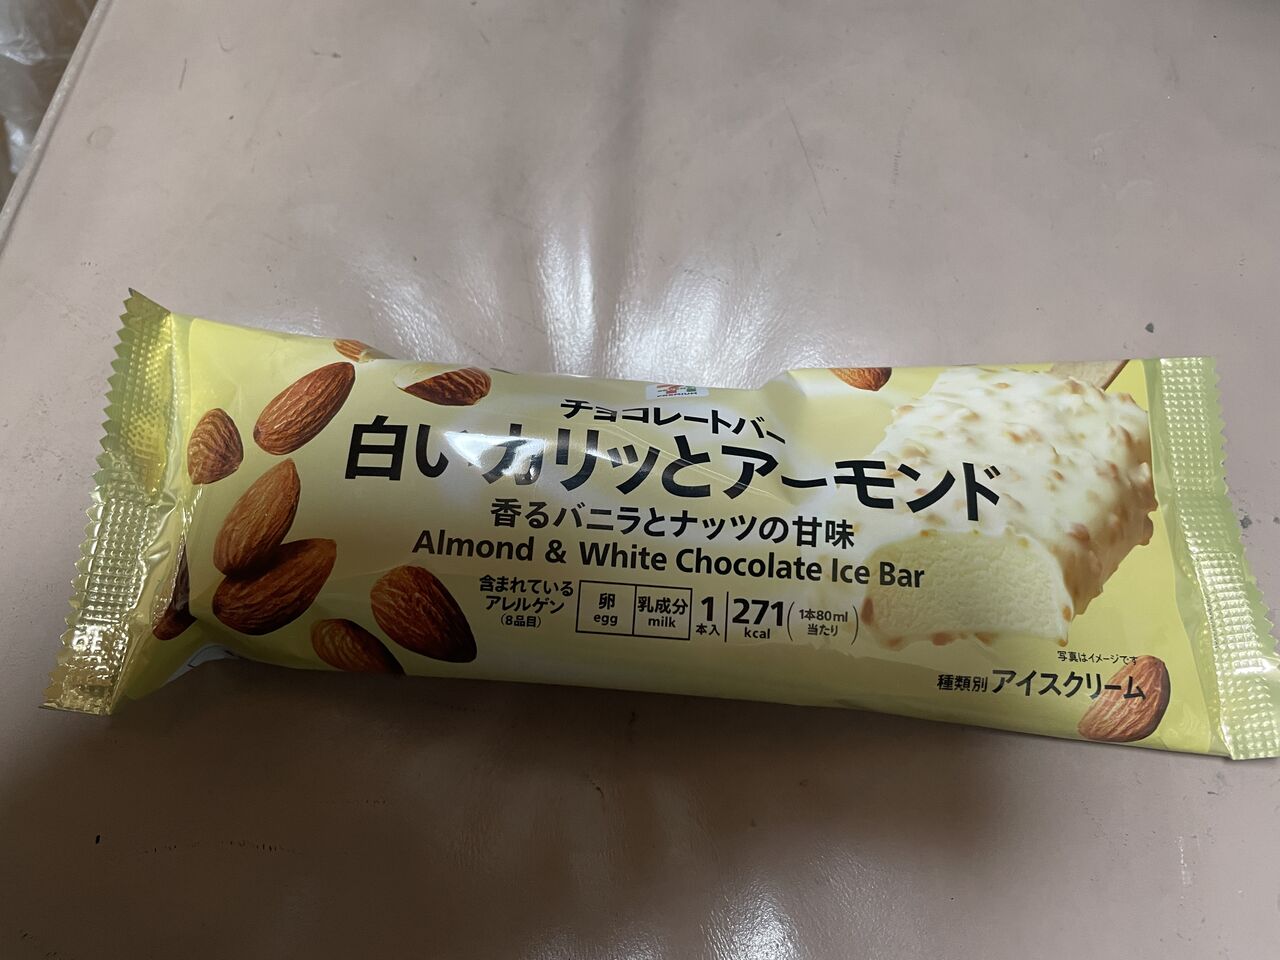 PREMIUM
チョコレートバー
白いカリッとアーモンド
香るバニラとナッツの甘味
Almond & White Chocolate Ice Bar
含まれている
アレルゲン
(8品目)
卵
egg
乳成分
milk
1
本入
271
kcal
(1本80ml
当たり)
写真はイメージです
種類別 アイスクリーム